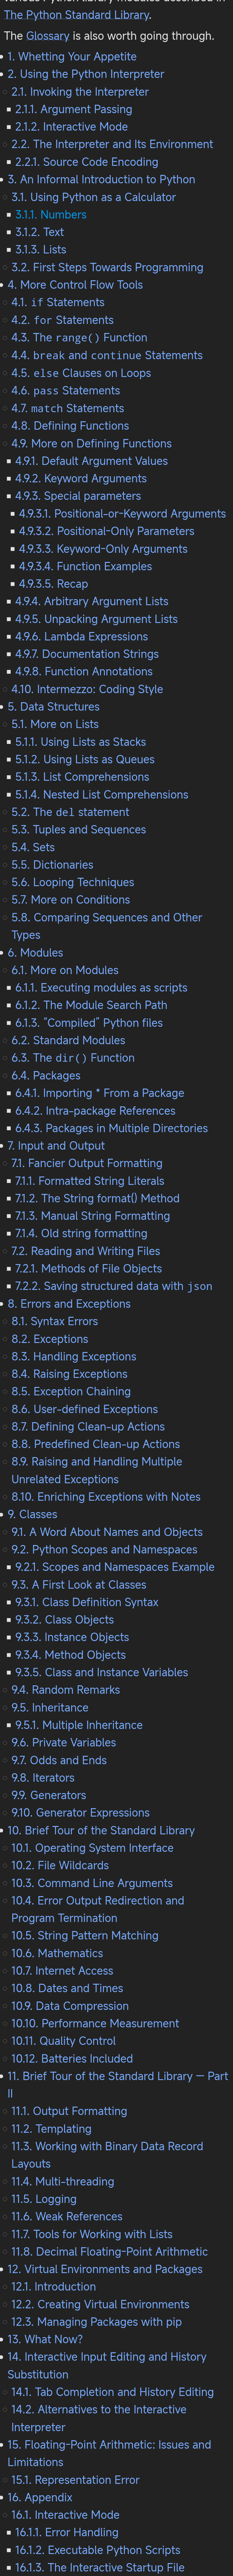 The Python Standard Library.
The Glossary is also worth going through.
1. Whetting Your Appetite
2. Using the Python Interpreter
2.1. Invoking the Interpreter
2.1.1. Argument Passing
2.1.2. Interactive Mode
2.2. The Interpreter and Its Environment
2.2.1. Source Code Encoding
3. An Informal Introduction to Python
3.1. Using Python as a Calculator
3.1.1. Numbers
3.1.2. Text
3.1.3. Lists
3.2. First Steps Towards Programming
4. More Control Flow Tools
4.1. if Statements
4.2. for Statements
4.3. The range() Function
4.4. break and continue Statements
4.5. else Clauses on Loops
4.6. pass Statements
4.7. match Statements
4.8. Defining Functions
4.9. More on Defining Functions
4.9.1. Default Argument Values
4.9.2. Keyword Arguments
4.9.3. Special parameters
4.9.3.1. Positional-or-Keyword Arguments
4.9.3.2. Positional-Only Parameters
4.9.3.3. Keyword-Only Arguments
4.9.3.4. Function Examples
4.9.3.5. Recap
4.9.4. Arbitrary Argument Lists
4.9.5. Unpacking Argument Lists
4.9.6. Lambda Expressions
4.9.7. Documentation Strings
4.9.8. Function Annotations
4.10. Intermezzo: Coding Style
5. Data Structures
5.1. More on Lists
5.1.1. Using Lists as Stacks
5.1.2. Using Lists as Queues
5.1.3. List Comprehensions
5.1.4. Nested List Comprehensions
5.2. The del statement
5.3. Tuples and Sequences
5.4. Sets
5.5. Dictionaries
5.6. Looping Techniques
5.7. More on Conditions
5.8. Comparing Sequences and Other
Types
6. Modules
6.1. More on Modules
6.1.1. Executing modules as scripts
6.1.2. The Module Search Path
6.1.3. “Compiled” Python files
6.2. Standard Modules
6.3. The dir() Function
6.4. Packages
6.4.1. Importing * From a Package
6.4.2. Intra-package References
6.4.3. Packages in Multiple Directories
7. Input and Output
7.1. Fancier Output Formatting
7.1.1. Formatted String Literals
7.1.2. The String format() Method
7.1.3. Manual String Formatting
7.1.4. Old string formatting
7.2. Reading and Writing Files
7.2.1. Methods of File Objects
7.2.2. Saving structured data with json
8. Errors and Exceptions
8.1. Syntax Errors
8.2. Exceptions
8.3. Handling Exceptions
8.4. Raising Exceptions
8.5. Exception Chaining
8.6. User-defined Exceptions
8.7. Defining Clean-up Actions
8.8. Predefined Clean-up Actions
8.9. Raising and Handling Multiple
Unrelated Exceptions
8.10. Enriching Exceptions with Notes
9. Classes
9.1. A Word About Names and Objects
9.2. Python Scopes and Namespaces
9.2.1. Scopes and Namespaces Example
9.3. A First Look at Classes
9.3.1. Class Definition Syntax
9.3.2. Class Objects
9.3.3. Instance Objects
9.3.4. Method Objects
9.3.5. Class and Instance Variables
9.4. Random Remarks
9.5. Inheritance
9.5.1. Multiple Inheritance
9.6. Private Variables
9.7. Odds and Ends
9.8. Iterators
9.9. Generators
9.10. Generator Expressions
10. Brief Tour of the Standard Library
10.1. Operating System Interface
10.2. File Wildcards
10.3. Command Line Arguments
10.4. Error Output Redirection and
Program Termination
10.5. String Pattern Matching
10.6. Mathematics
10.7. Internet Access
10.8. Dates and Times
10.9. Data Compression
10.10. Performance Measurement
10.11. Quality Control
10.12. Batteries Included
11. Brief Tour of the Standard Library — Part
II
11.1. Output Formatting
11.2. Templating
11.3. Working with Binary Data Record
Layouts
11.4. Multi-threading
11.5. Logging
11.6. Weak References
11.7. Tools for Working with Lists
11.8. Decimal Floating-Point Arithmetic
12. Virtual Environments and Packages
12.1. Introduction
12.2. Creating Virtual Environments
12.3. Managing Packages with pip
13. What Now?
14. Interactive Input Editing and History
Substitution
14.1. Tab Completion and History Editing
14.2. Alternatives to the Interactive
Interpreter
15. Floating-Point Arithmetic: Issues and
Limitations
15.1. Representation Error
16. Appendix
16.1. Interactive Mode
16.1.1. Error Handling
16.1.2. Executable Python Scripts
16.1.3. The Interactive Startup File